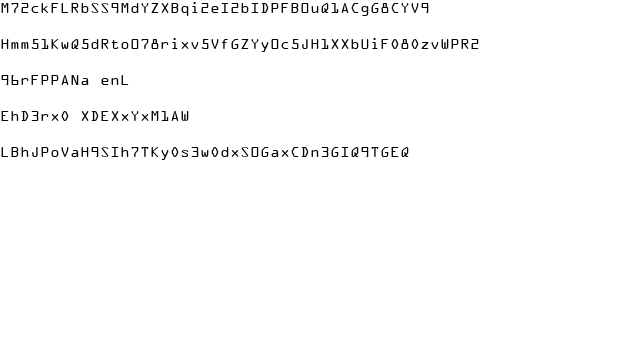 M72ckFLRbSS9MdYZXBqi2eI2bIDPFBOuQ1ACgG8CYV9
Hmm51KwQ5dRtoO78rixv5VfGZYyOc5JH1XXbUiF080zvWPR2
96rFPPANa enL
EhD3rx0 XDEXxYxM1AW
LBhJPoVaH9SIh7TKy0s3w0dxSOGaxCDn3GIQ9TGEQ